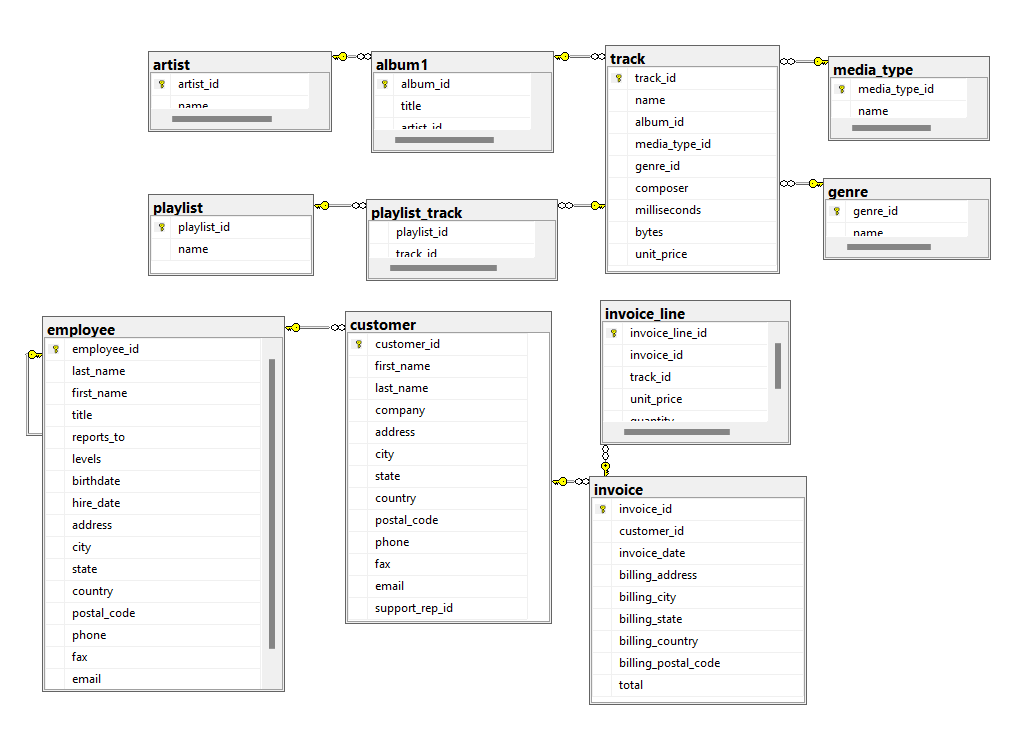 artist
artist_id
name
album1
album_id
title
artist_id
track
track_id
name
album_id
media_type_id
genre_id
composer
milliseconds
bytes
unit_price
media_type
media_type_id
name
genre
genre_id
name
playlist
playlist_id
name
playlist_track
playlist_id
track_id
employee
employee_id
last_name
first_name
title
reports_to
levels
birthdate
hire_date
address
city
state
country
postal_code
phone
fax
email
customer
customer_id
first_name
last_name
company
address
city
state
country
postal_code
phone
fax
email
support_rep_id
invoice_line
invoice_line_id
invoice_id
track_id
unit_price
quantity
invoice
invoice_id
customer_id
invoice_date
billing_address
billing_city
billing_state
billing_country
billing_postal_code
total